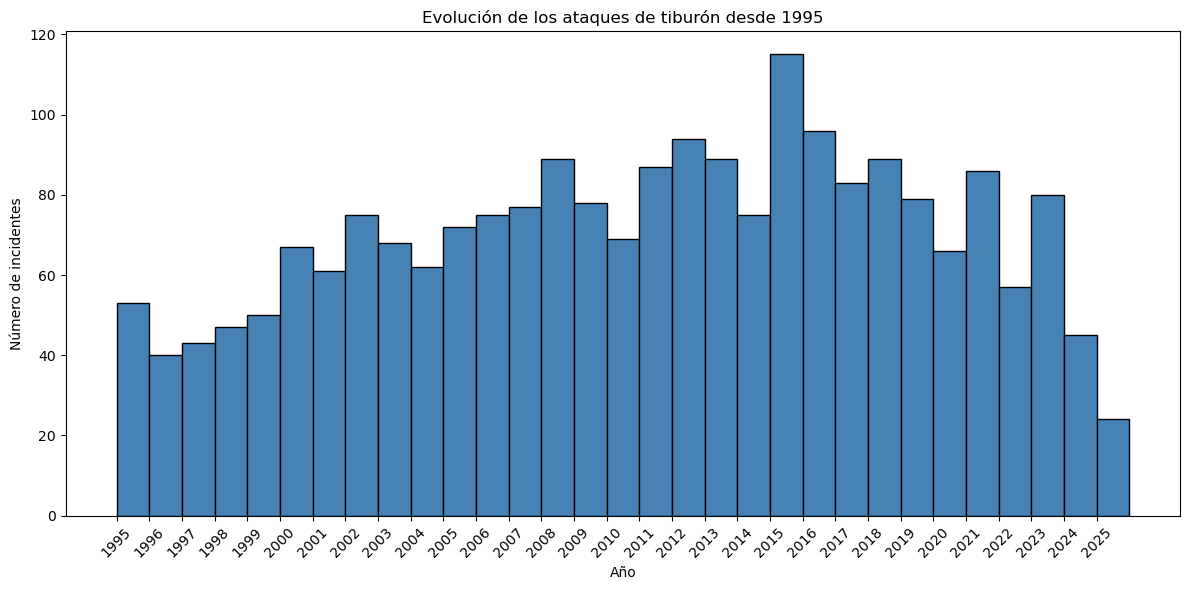 Evolución de los ataques de tiburón desde 1995
Número de incidentes
120
100
80
60
40
20
0
1995 1996 1997 1998 1999 2000 2001 2002 2003 2004 2005 2006 2007 2008 2009 2010 2011 2012 2013 2014 2015 2016 2017 2018 2019 2020 2021 2022 2023 2024 2025
Año